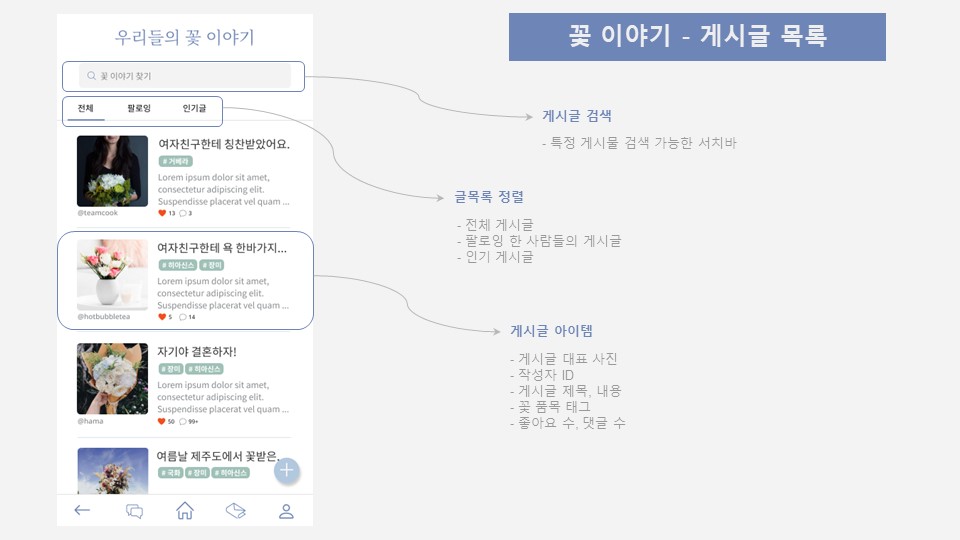 우리들의 꽃 이야기
꽃 이야기 찾기
전체 팔로잉 인기글
여자친구한테 칭찬받았어요.
# 거베라
Lorem ipsum dolor sit amet,
consectetur adipiscing elit.
Suspendisse placerat vel quam ...
@teamcook 13 3
여자친구한테 욕 한바가지...
# 히아신스 # 장미
Lorem ipsum dolor sit amet,
consectetur adipiscing elit.
Suspendisse placerat vel quam ...
@hotbubbletea 5 14
자기야 결혼하자!
# 장미 # 히아신스
Lorem ipsum dolor sit amet,
consectetur adipiscing elit.
Suspendisse placerat vel quam ...
@hama 50 99+
여름날 제주도에서 꽃받은..
# 국화 # 장미 # 히아신스
꽃 이야기 - 게시글 목록
게시글 검색
- 특정 게시물 검색 가능한 서치바
글목록 정렬
- 전체 게시글
- 팔로잉 한 사람들의 게시글
- 인기 게시글
게시글 아이템
- 게시글 대표 사진
- 작성자 ID
- 게시글 제목, 내용
- 꽃 품목 태그
- 좋아요 수, 댓글 수